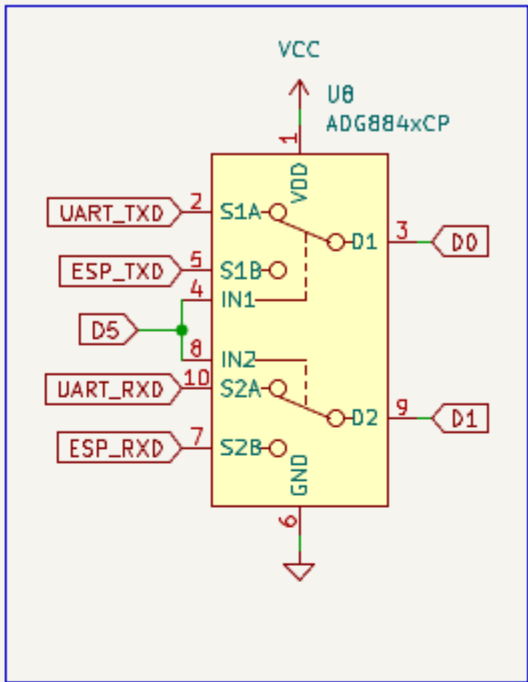 VCC
U8
ADG884xCP
1
VDD
UART_TXD 2 S1A
D1 3 D0
ESP_TXD 5 S1B
4 IN1
D5
8 IN2
UART_RXD 10 S2A
D2 9 D1
ESP_RXD 7 S2B
GND
6